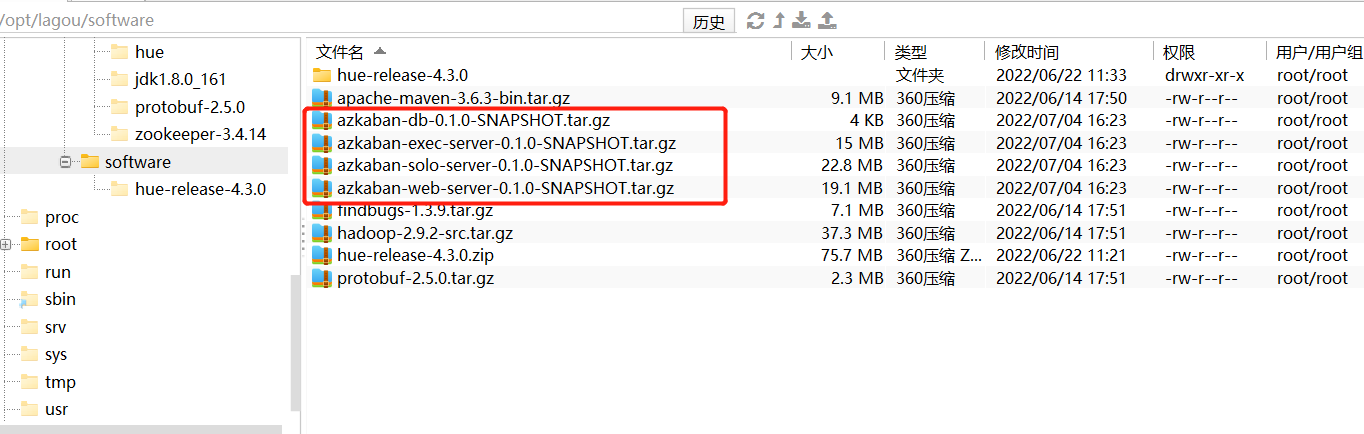 /opt/lagou/software 历史
hue
jdk1.8.0_161
protobuf-2.5.0
zookeeper-3.4.14
software
hue-release-4.3.0
proc
root
run
sbin
srv
sys
tmp
usr
文件名 大小 类型 修改时间 权限 用户/用户组
hue-release-4.3.0 文件夹 2022/06/22 11:33 drwxr-xr-x root/root
apache-maven-3.6.3-bin.tar.gz 9.1 MB 360压缩 2022/06/14 17:50 -rw-r--r-- root/root
azkaban-db-0.1.0-SNAPSHOT.tar.gz 4 KB 360压缩 2022/07/04 16:23 -rw-r--r-- root/root
azkaban-exec-server-0.1.0-SNAPSHOT.tar.gz 15 MB 360压缩 2022/07/04 16:23 -rw-r--r-- root/root
azkaban-solo-server-0.1.0-SNAPSHOT.tar.gz 22.8 MB 360压缩 2022/07/04 16:23 -rw-r--r-- root/root
azkaban-web-server-0.1.0-SNAPSHOT.tar.gz 19.1 MB 360压缩 2022/07/04 16:23 -rw-r--r-- root/root
findbugs-1.3.9.tar.gz 7.1 MB 360压缩 2022/06/14 17:51 -rw-r--r-- root/root
hadoop-2.9.2-src.tar.gz 37.3 MB 360压缩 2022/06/14 17:51 -rw-r--r-- root/root
hue-release-4.3.0.zip 75.7 MB 360压缩 Z... 2022/06/22 11:21 -rw-r--r-- root/root
protobuf-2.5.0.tar.gz 2.3 MB 360压缩 2022/06/14 17:51 -rw-r--r-- root/root